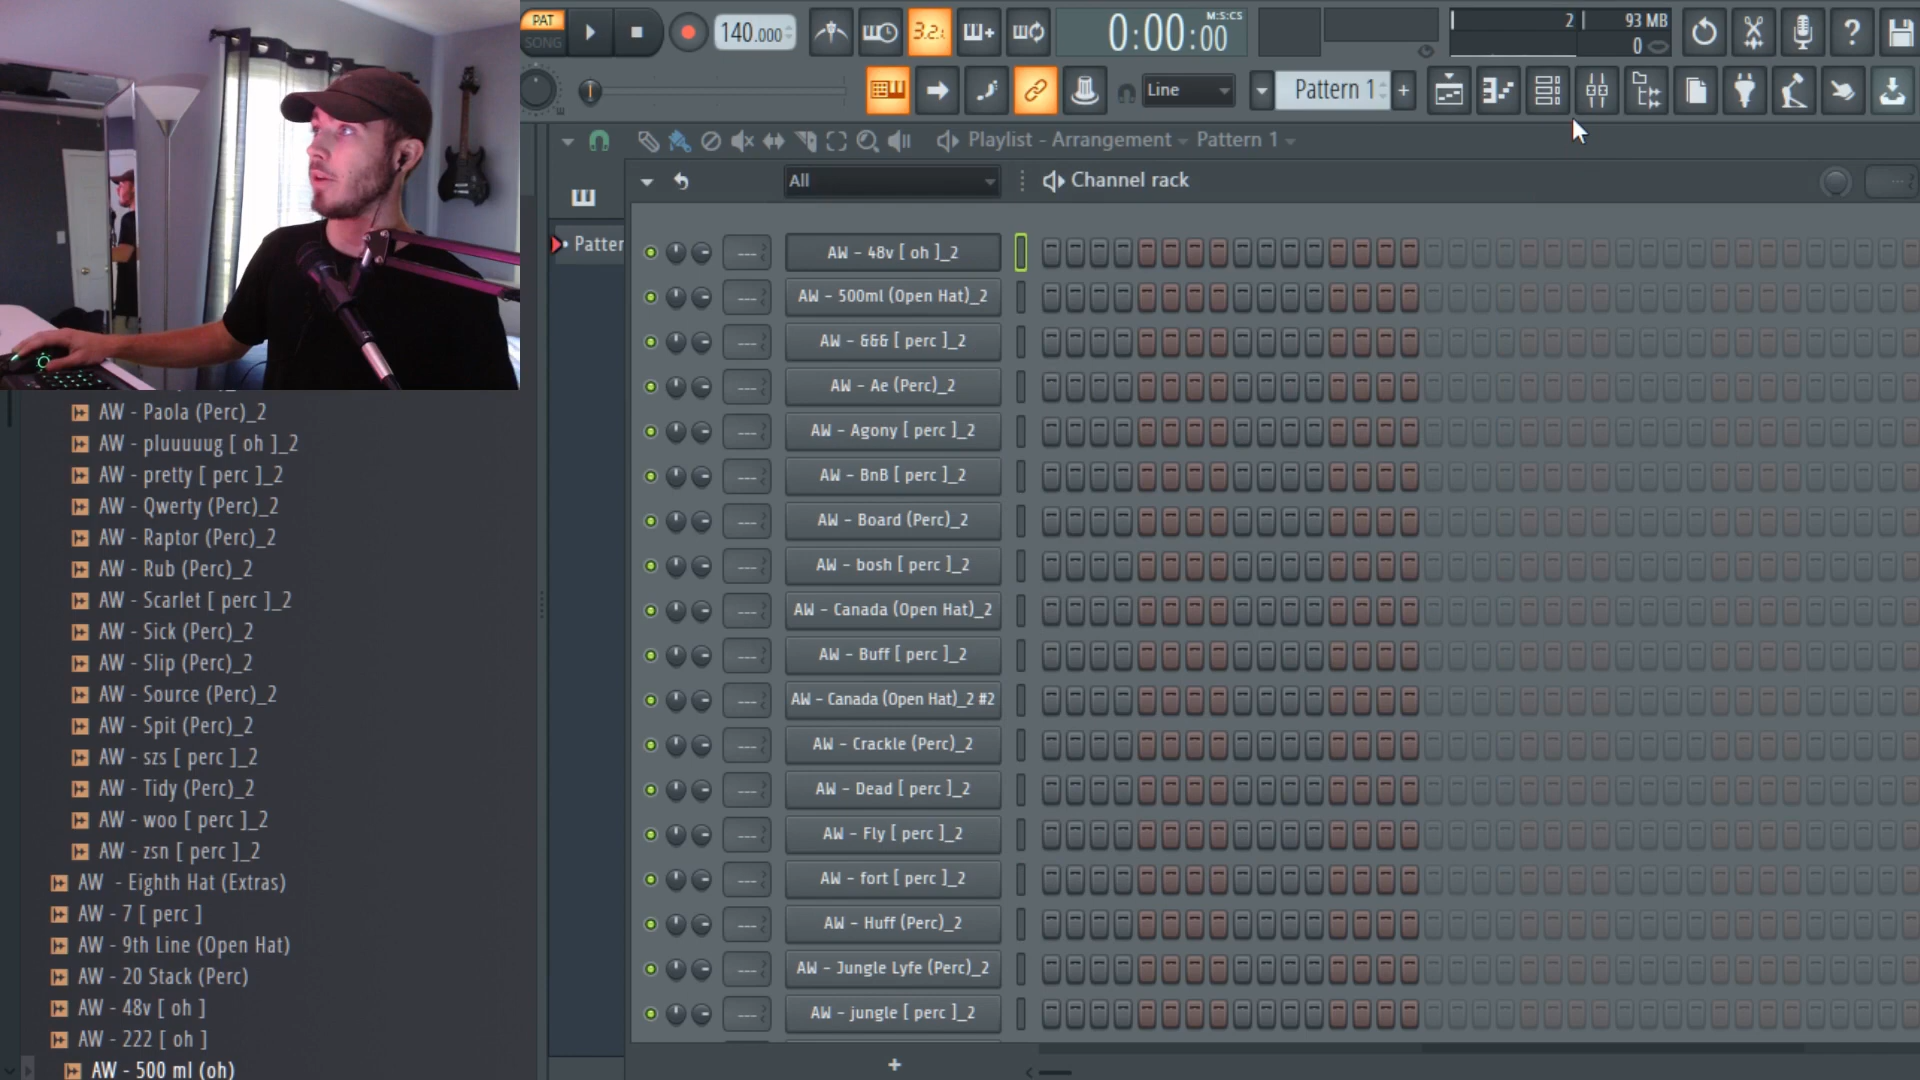 PAT
SONG
140.000
3.2.
0:00:00
M:S:CS
2
93 MB
0
?
Line
Pattern 1
+
Playlist - Arrangement
Pattern 1
All
Channel rack
Patter
AW - 48v [ oh ]_2
AW - 500ml (Open Hat)_2
AW - &&& [ perc ]_2
AW - Ae (Perc)_2
AW - Agony [ perc ]_2
AW - BnB [ perc ]_2
AW - Board (Perc)_2
AW - bosh [ perc ]_2
AW - Canada (Open Hat)_2
AW - Buff [ perc ]_2
AW - Canada (Open Hat)_2 #2
AW - Crackle (Perc)_2
AW - Dead [ perc ]_2
AW - Fly [ perc ]_2
AW - fort [ perc ]_2
AW - Huff (Perc)_2
AW - Jungle Lyfe (Perc)_2
AW - jungle [ perc ]_2
+
AW - Paola (Perc)_2
AW - pluuuuug [ oh ]_2
AW - pretty [ perc ]_2
AW - Qwerty (Perc)_2
AW - Raptor (Perc)_2
AW - Rub (Perc)_2
AW - Scarlet [ perc ]_2
AW - Sick (Perc)_2
AW - Slip (Perc)_2
AW - Source (Perc)_2
AW - Spit (Perc)_2
AW - szs [ perc ]_2
AW - Tidy (Perc)_2
AW - woo [ perc ]_2
AW - zsn [ perc ]_2
AW  - Eighth Hat (Extras)
AW - 7 [ perc ]
AW - 9th Line (Open Hat)
AW - 20 Stack (Perc)
AW - 48v [ oh ]
AW - 222 [ oh ]
AW - 500 ml (oh)